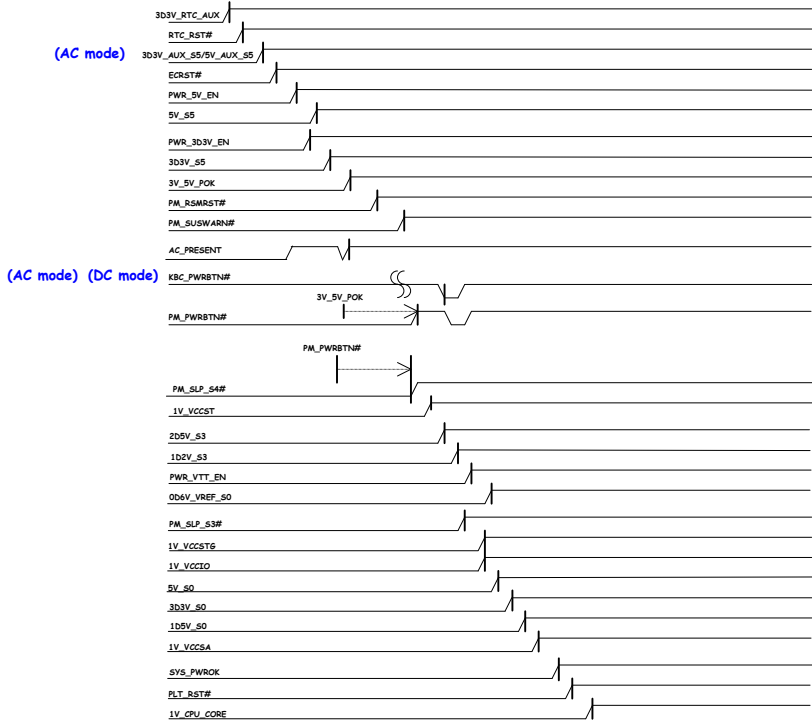 3D3V_RTC_AUX
RTC_RST#
(AC mode)
3D3V_AUX_S5/5V_AUX_S5
ECRST#
PWR_5V_EN
5V_S5
PWR_3D3V_EN
3D3V_S5
3V_5V_POK
PM_RSMRST#
PM_SUSWARN#
AC_PRESENT
(AC mode) (DC mode)
KBC_PWRBTN#
3V_5V_POK
PM_PWRBTN#
PM_PWRBTN#
PM_SLP_S4#
1V_VCCST
2D5V_S3
1D2V_S3
PWR_VTT_EN
0D6V_VREF_S0
PM_SLP_S3#
1V_VCCSTG
1V_VCCIO
5V_S0
3D3V_S0
1D5V_S0
1V_VCCSA
SYS_PWROK
PLT_RST#
1V_CPU_CORE